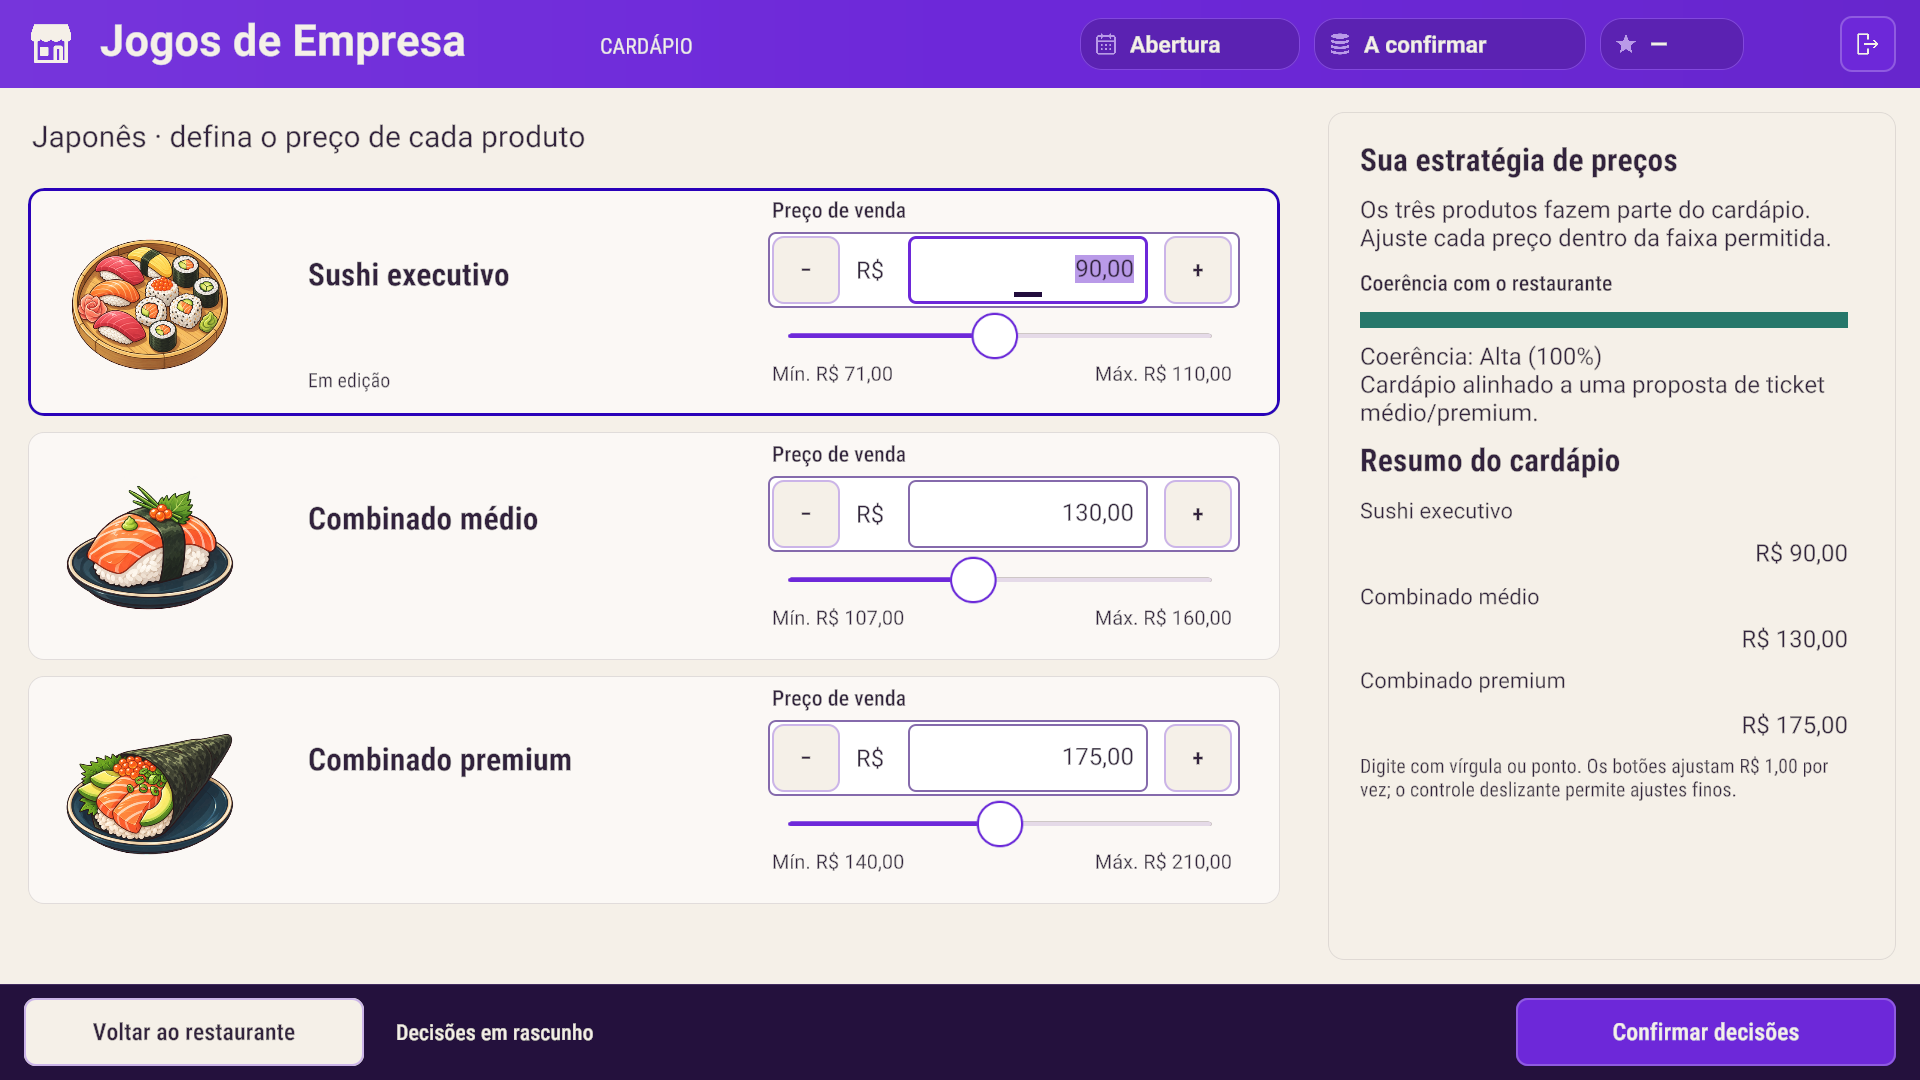 Jogos de Empresa
CARDÁPIO
Abertura
A confirmar
–
Japonês · defina o preço de cada produto
Sushi executivo
Em edição
Preço de venda
-
R$
90,00
+
Mín. R$ 71,00
Máx. R$ 110,00
Combinado médio
Preço de venda
-
R$
130,00
+
Mín. R$ 107,00
Máx. R$ 160,00
Combinado premium
Preço de venda
-
R$
175,00
+
Mín. R$ 140,00
Máx. R$ 210,00
Sua estratégia de preços
Os três produtos fazem parte do cardápio.
Ajuste cada preço dentro da faixa permitida.
Coerência com o restaurante
Coerência: Alta (100%)
Cardápio alinhado a uma proposta de ticket
médio/premium.
Resumo do cardápio
Sushi executivo
R$ 90,00
Combinado médio
R$ 130,00
Combinado premium
R$ 175,00
Digite com vírgula ou ponto. Os botões ajustam R$ 1,00 por
vez; o controle deslizante permite ajustes finos.
Voltar ao restaurante
Decisões em rascunho
Confirmar decisões